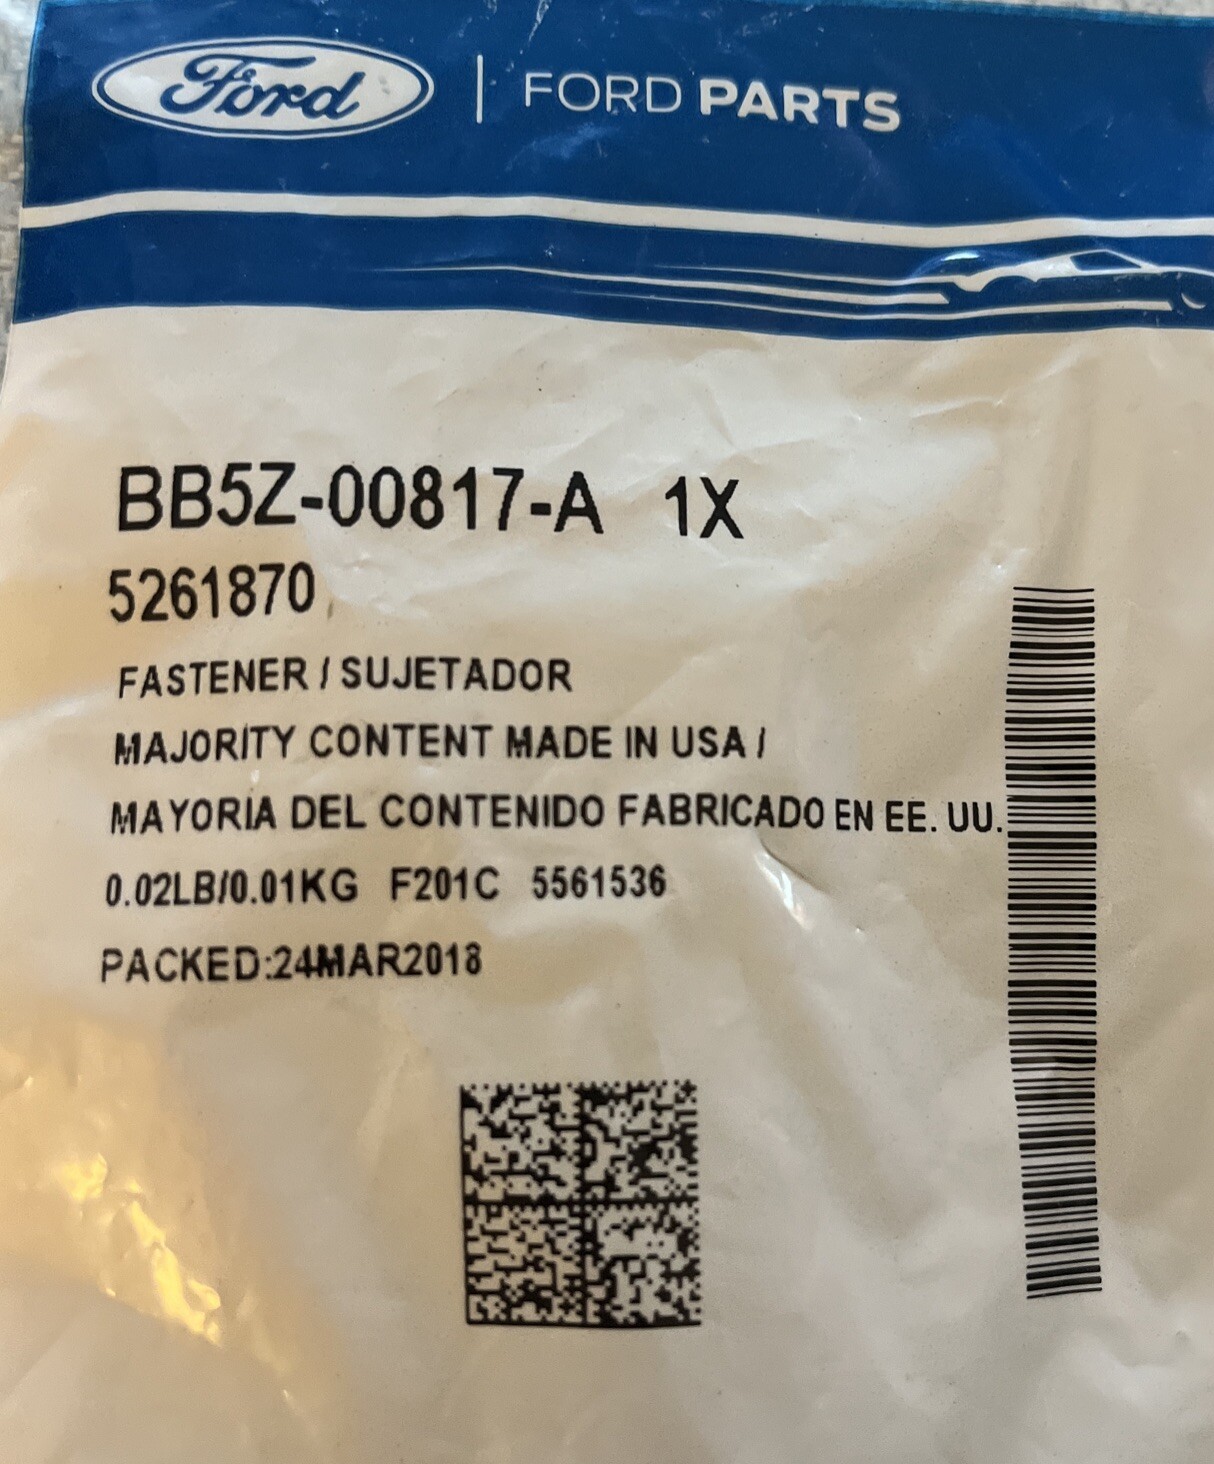 Ford | FORD PARTS
BB5Z-00817-A 1X
5261870
FASTENER / SUJETADOR
MAJORITY CONTENT MADE IN USA /
MAYORIA DEL CONTENIDO FABRICADO EN EE. UU.
0.02LB/0.01KG F201C 5561536
PACKED:24MAR2018